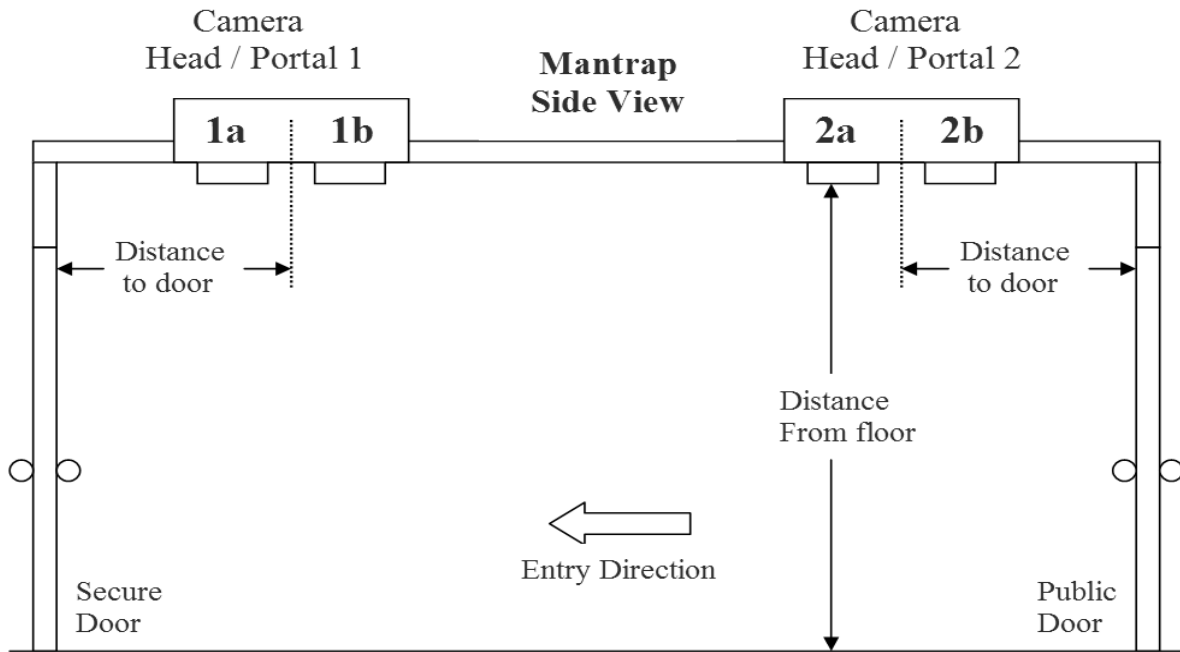 Camera
Head / Portal 1
Mantrap
Side View
Camera
Head / Portal 2
1a
1b
2a
2b
Distance
to door
Distance
to door
Distance
From floor
Entry Direction
Secure
Door
Public
Door